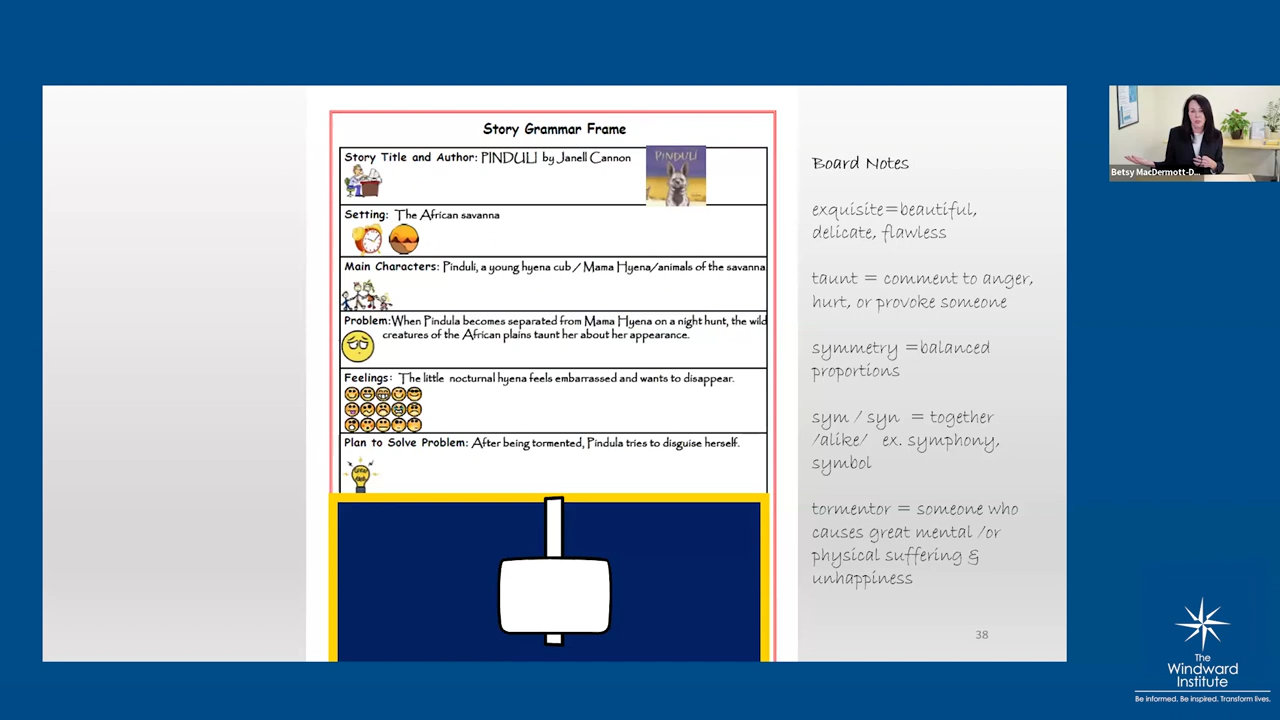 Story Grammar Frame
Story Title and Author: PINDULI by Janell Cannon
PINDULI
Setting: The African savanna
Main Characters: Pinduli, a young hyena cub / Mama Hyena/animals of the savanna
Problem:When Pindula becomes separated from Mama Hyena on a night hunt, the wild
creatures of the African plains taunt her about her appearance.
Feelings: The little nocturnal hyena feels embarrassed and wants to disappear.
Plan to Solve Problem: After being tormented, Pindula tries to disguise herself.
Board Notes
exquisite=beautiful,
delicate, flawless
taunt = comment to anger,
hurt, or provoke someone
symmetry =balanced
proportions
sym / syn = together
/alike/ ex. symphony,
symbol
tormentor = someone who
causes great mental /or
physical suffering &
unhappiness
38
Betsy MacDermott-D...
The
Windward
Institute
Be informed. Be inspired. Transform lives.